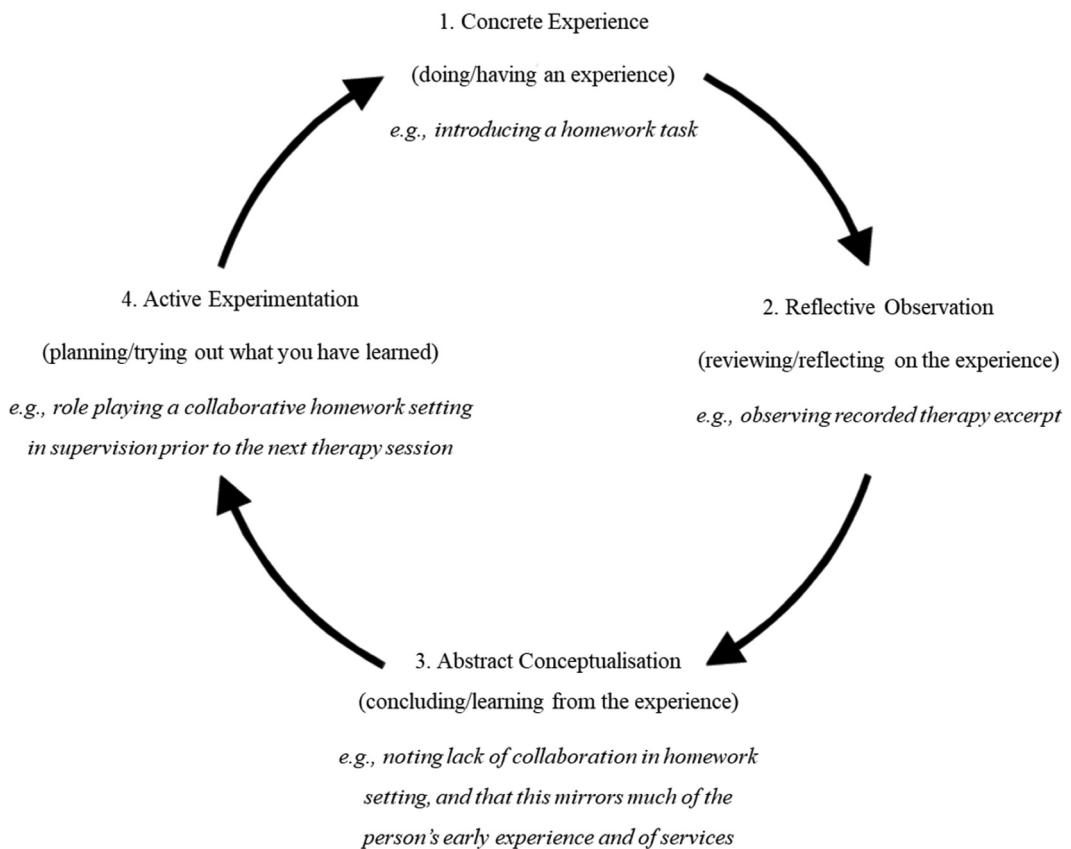 1. Concrete Experience
(doing/having an experience)
e.g., introducing a homework task
2. Reflective Observation
(reviewing/reflecting on the experience)
e.g., observing recorded therapy excerpt
3. Abstract Conceptualisation
(concluding/learning from the experience)
e.g., noting lack of collaboration in homework
setting, and that this mirrors much of the
person's early experience and of services
4. Active Experimentation
(planning/trying out what you have learned)
e.g., role playing a collaborative homework setting
in supervision prior to the next therapy session